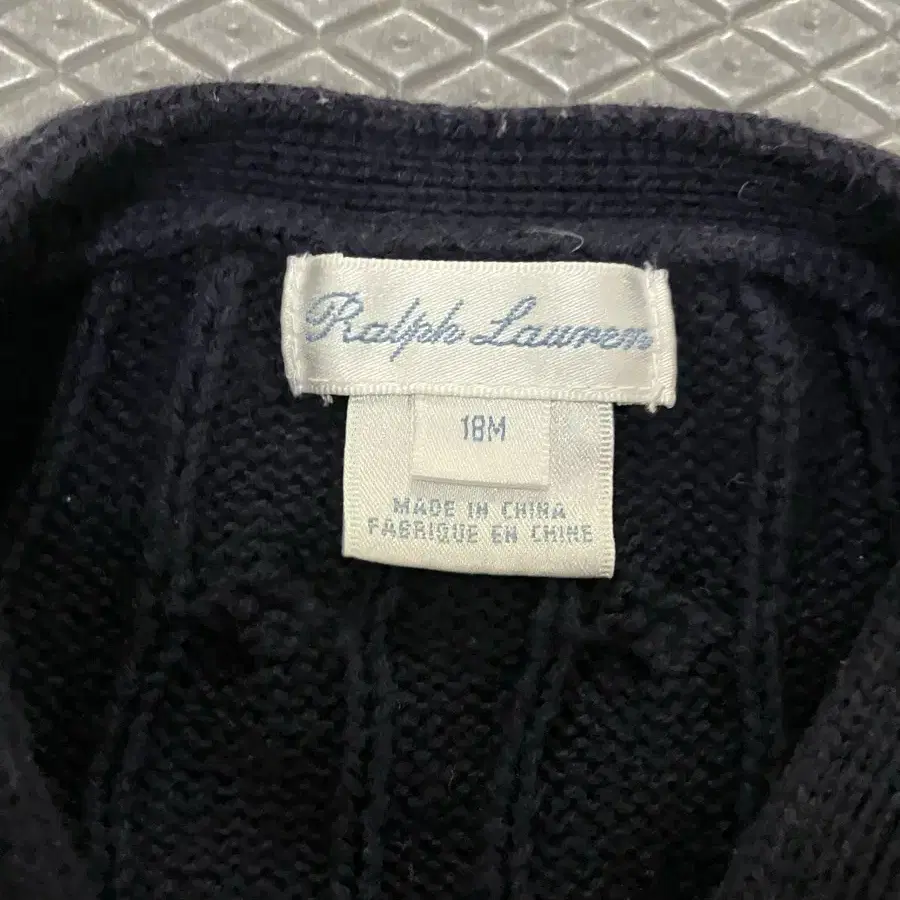 Ralph Lauren
18M
MADE IN CHINA
FABRIQUE EN CHINE